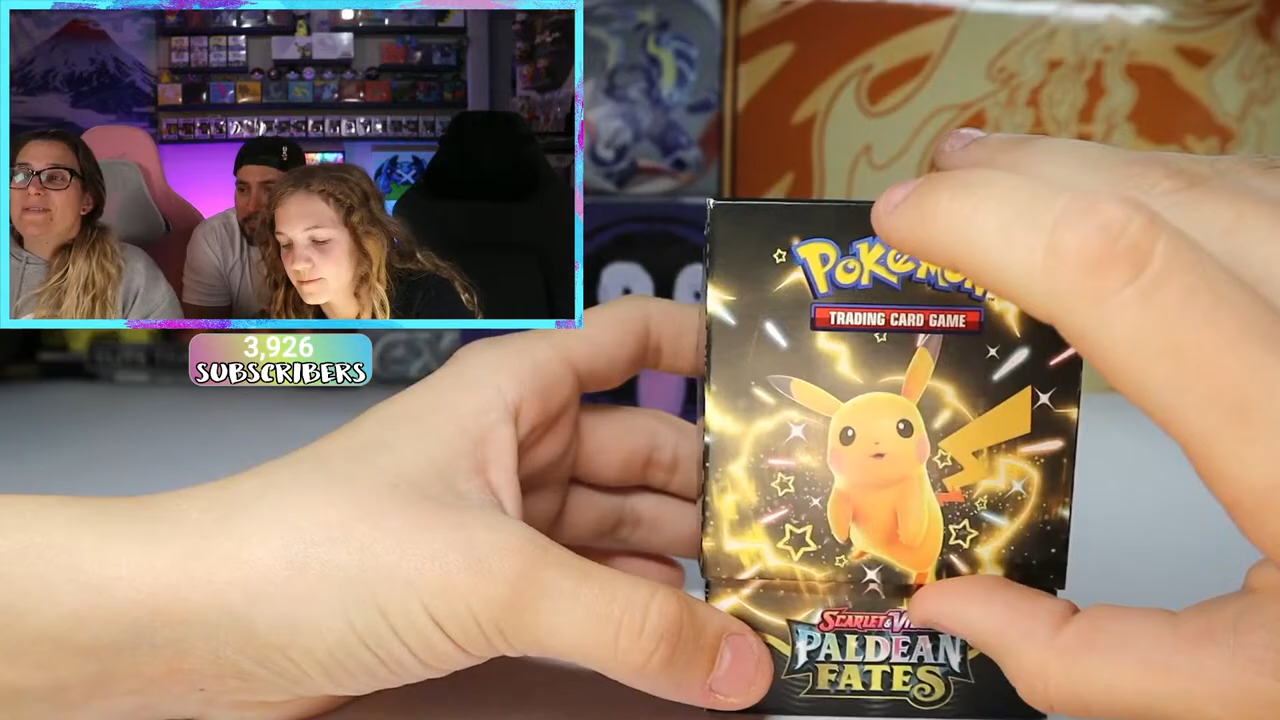 3,926
SUBSCRIBERS
POKéMON
TRADING CARD GAME
PALDEAN
FATES